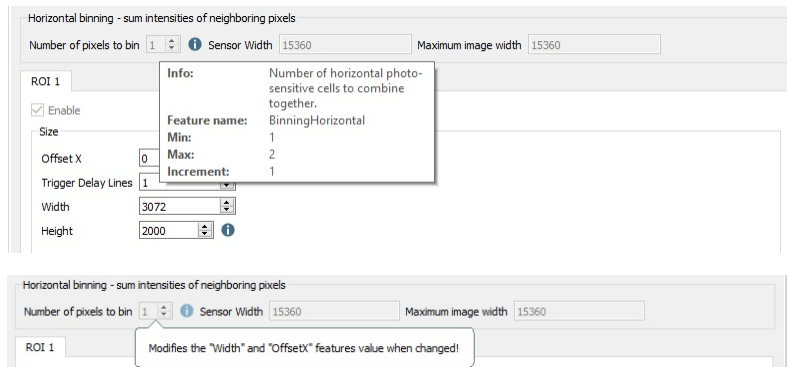 Horizontal binning - sum intensities of neighboring pixels
Number of pixels to bin 1 Sensor Width 15360 Maximum image width 15360
ROI 1
Info: Number of horizontal photo-
sensitive cells to combine
together.
Feature name: BinningHorizontal
Min: 1
Max: 2
Increment: 1
Enable
Size
Offset X 0
Trigger Delay Lines 1
Width 3072
Height 2000
Horizontal binning - sum intensities of neighboring pixels
Number of pixels to bin 1 Sensor Width 15360 Maximum image width 15360
ROI 1
Modifies the "Width" and "OffsetX" features value when changed!